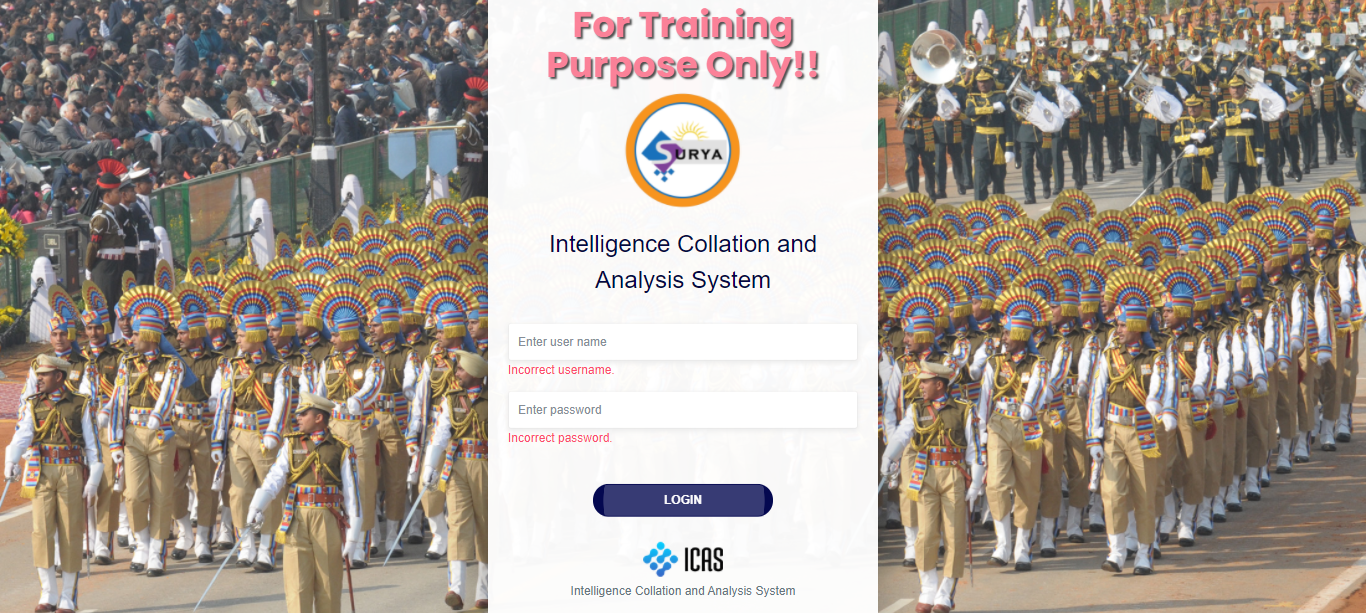 For Training
Purpose Only!!
SURYA
Intelligence Collation and
Analysis System
Enter user name
Incorrect username.
Enter password
Incorrect password.
LOGIN
ICAS
Intelligence Collation and Analysis System